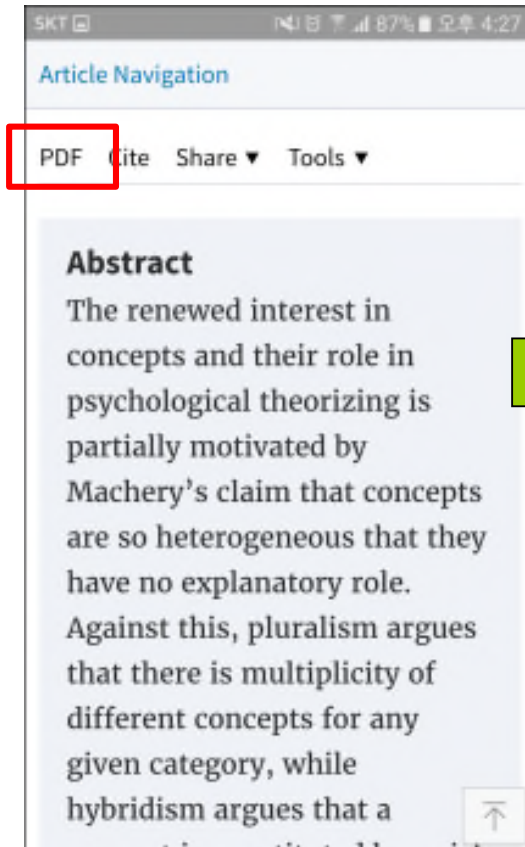 SKT 87% 오후 4:27
Article Navigation
PDF Cite Share ▼ Tools ▼
Abstract
The renewed interest in
concepts and their role in
psychological theorizing is
partially motivated by
Machery’s claim that concepts
are so heterogeneous that they
have no explanatory role.
Against this, pluralism argues
that there is multiplicity of
different concepts for any
given category, while
hybridism argues that a